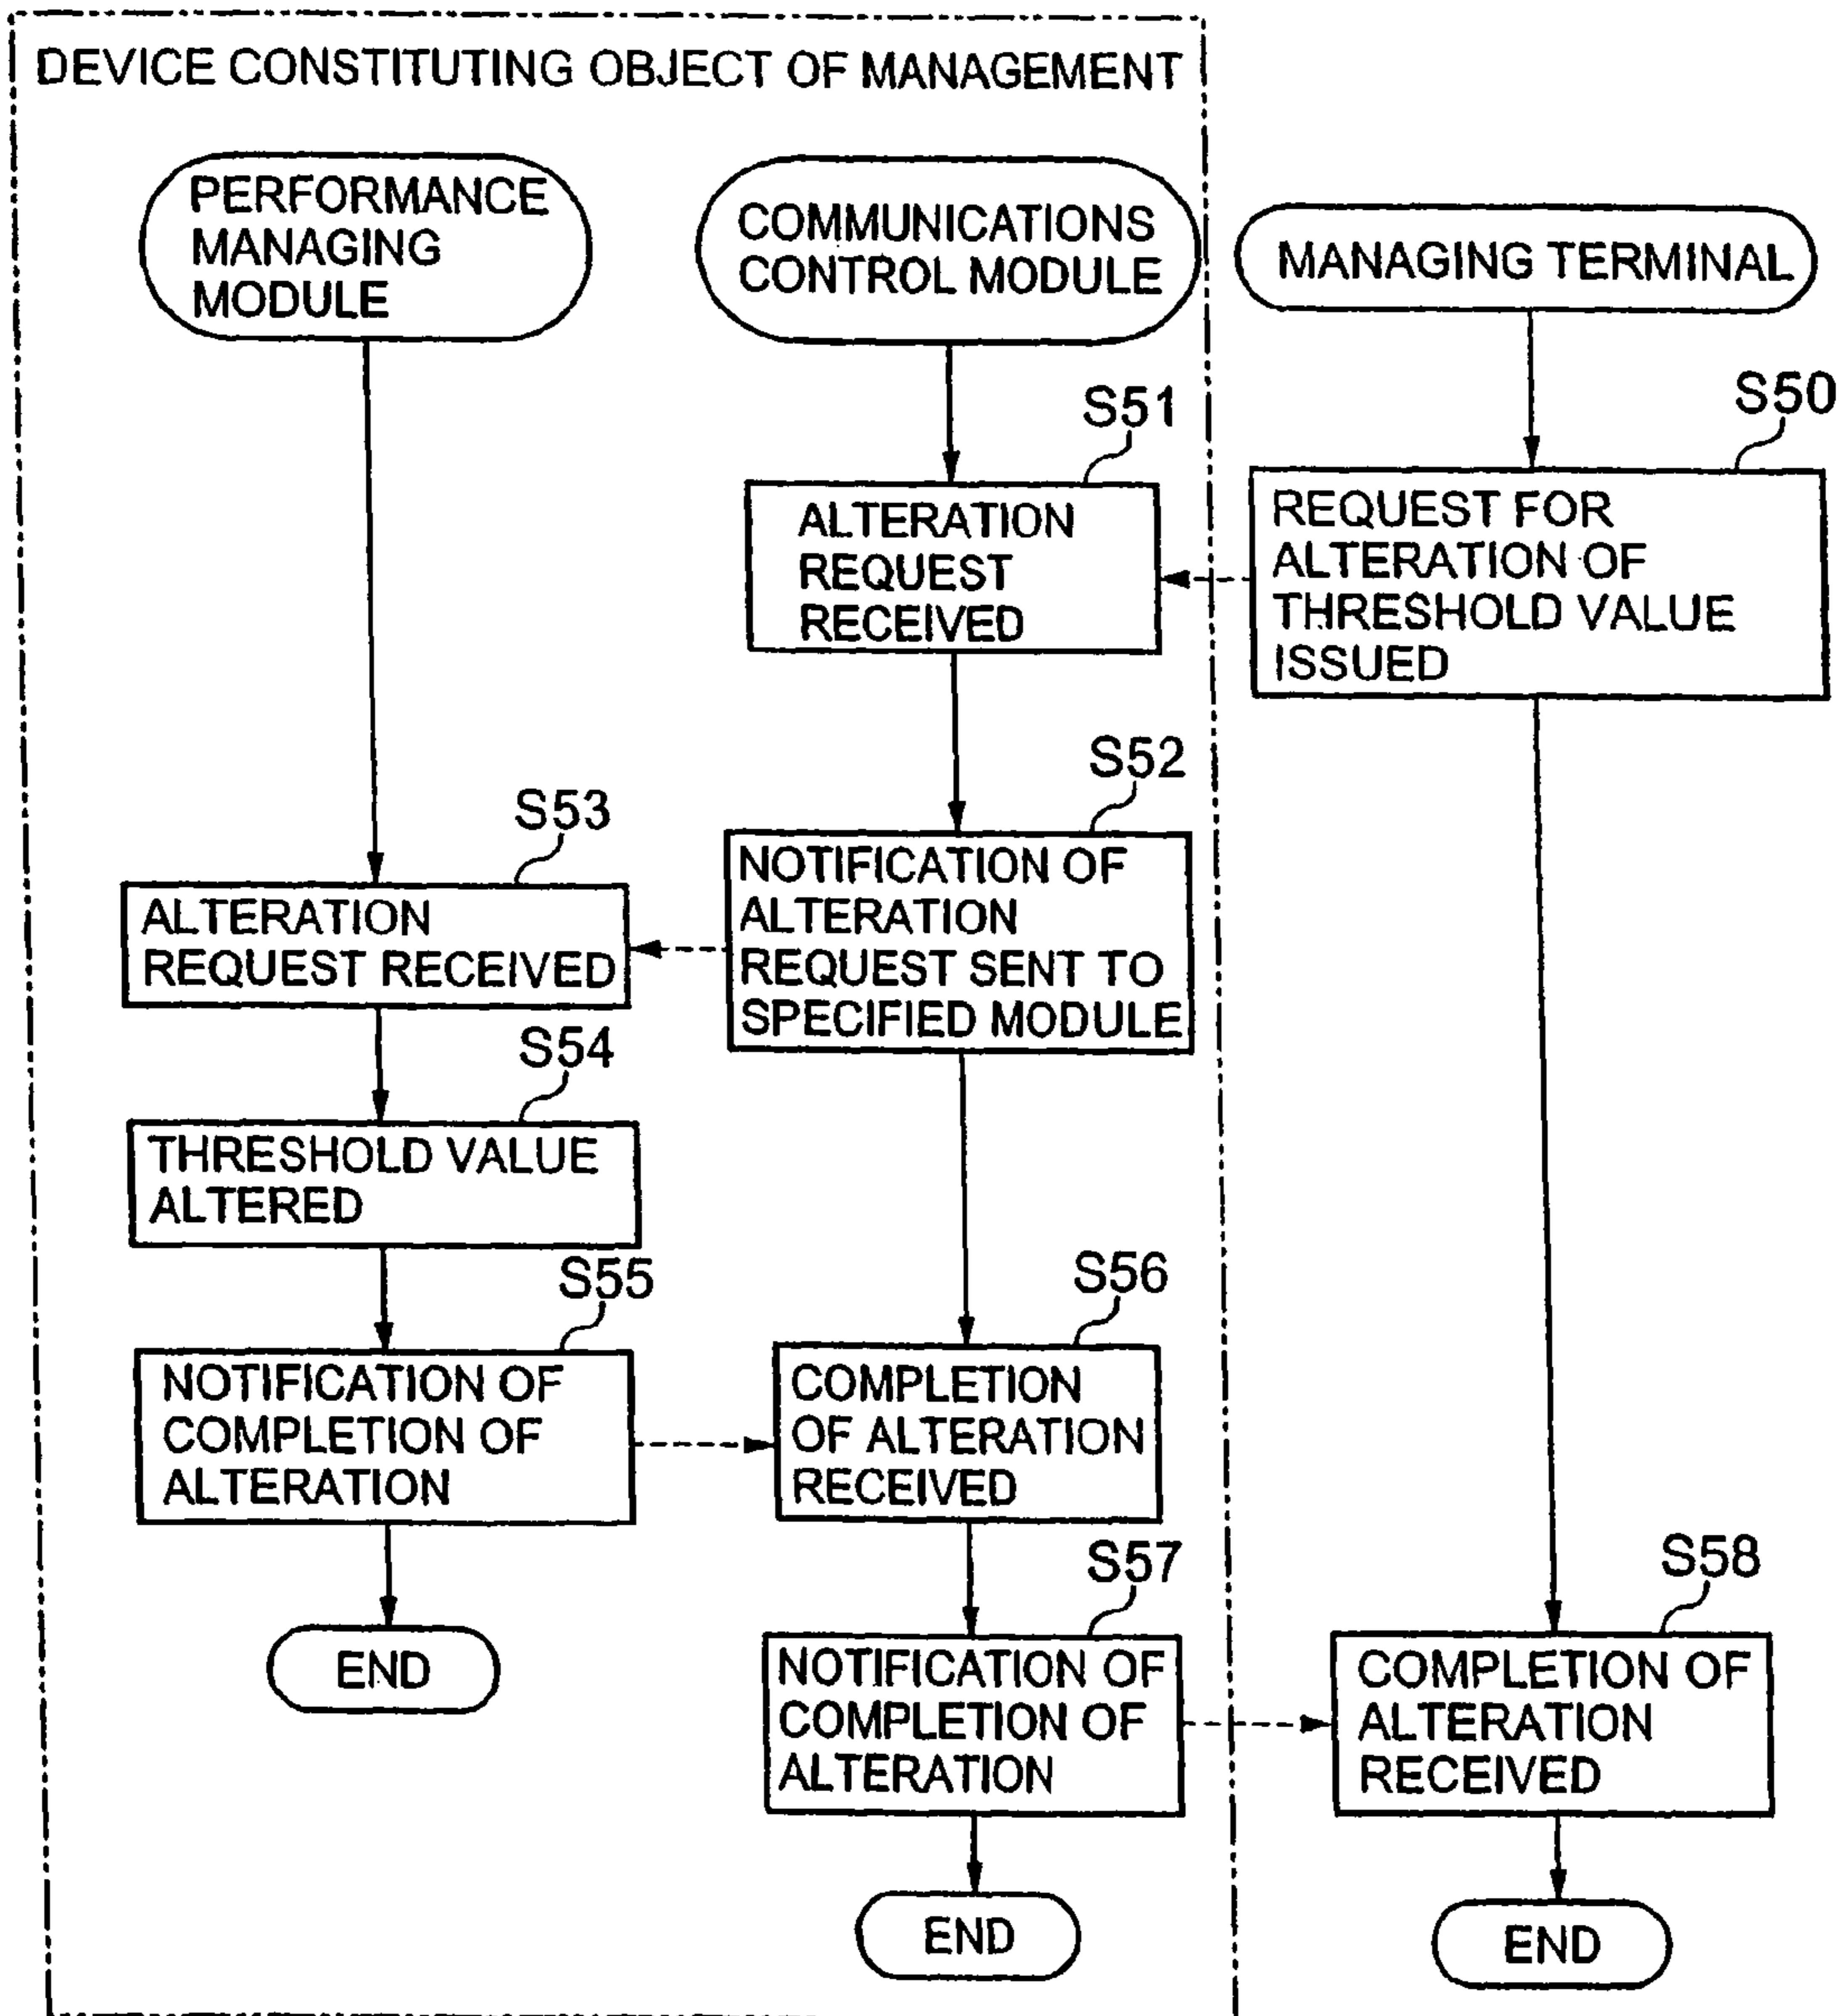 DEVICE CONSTITUTING OBJECT OF MANAGEMENT
PERFORMANCE
MANAGING
MODULE
COMMUNICATIONS
CONTROL MODULE
MANAGING TERMINAL
S50
REQUEST FOR
ALTERATION OF
THRESHOLD VALUE
ISSUED
S51
ALTERATION
REQUEST
RECEIVED
S52
NOTIFICATION OF
ALTERATION
REQUEST SENT TO
SPECIFIED MODULE
S53
ALTERATION
REQUEST RECEIVED
S54
THRESHOLD VALUE
ALTERED
S55
NOTIFICATION OF
COMPLETION OF
ALTERATION
END
S56
COMPLETION
OF ALTERATION
RECEIVED
S57
NOTIFICATION OF
COMPLETION OF
ALTERATION
END
S58
COMPLETION OF
ALTERATION
RECEIVED
END